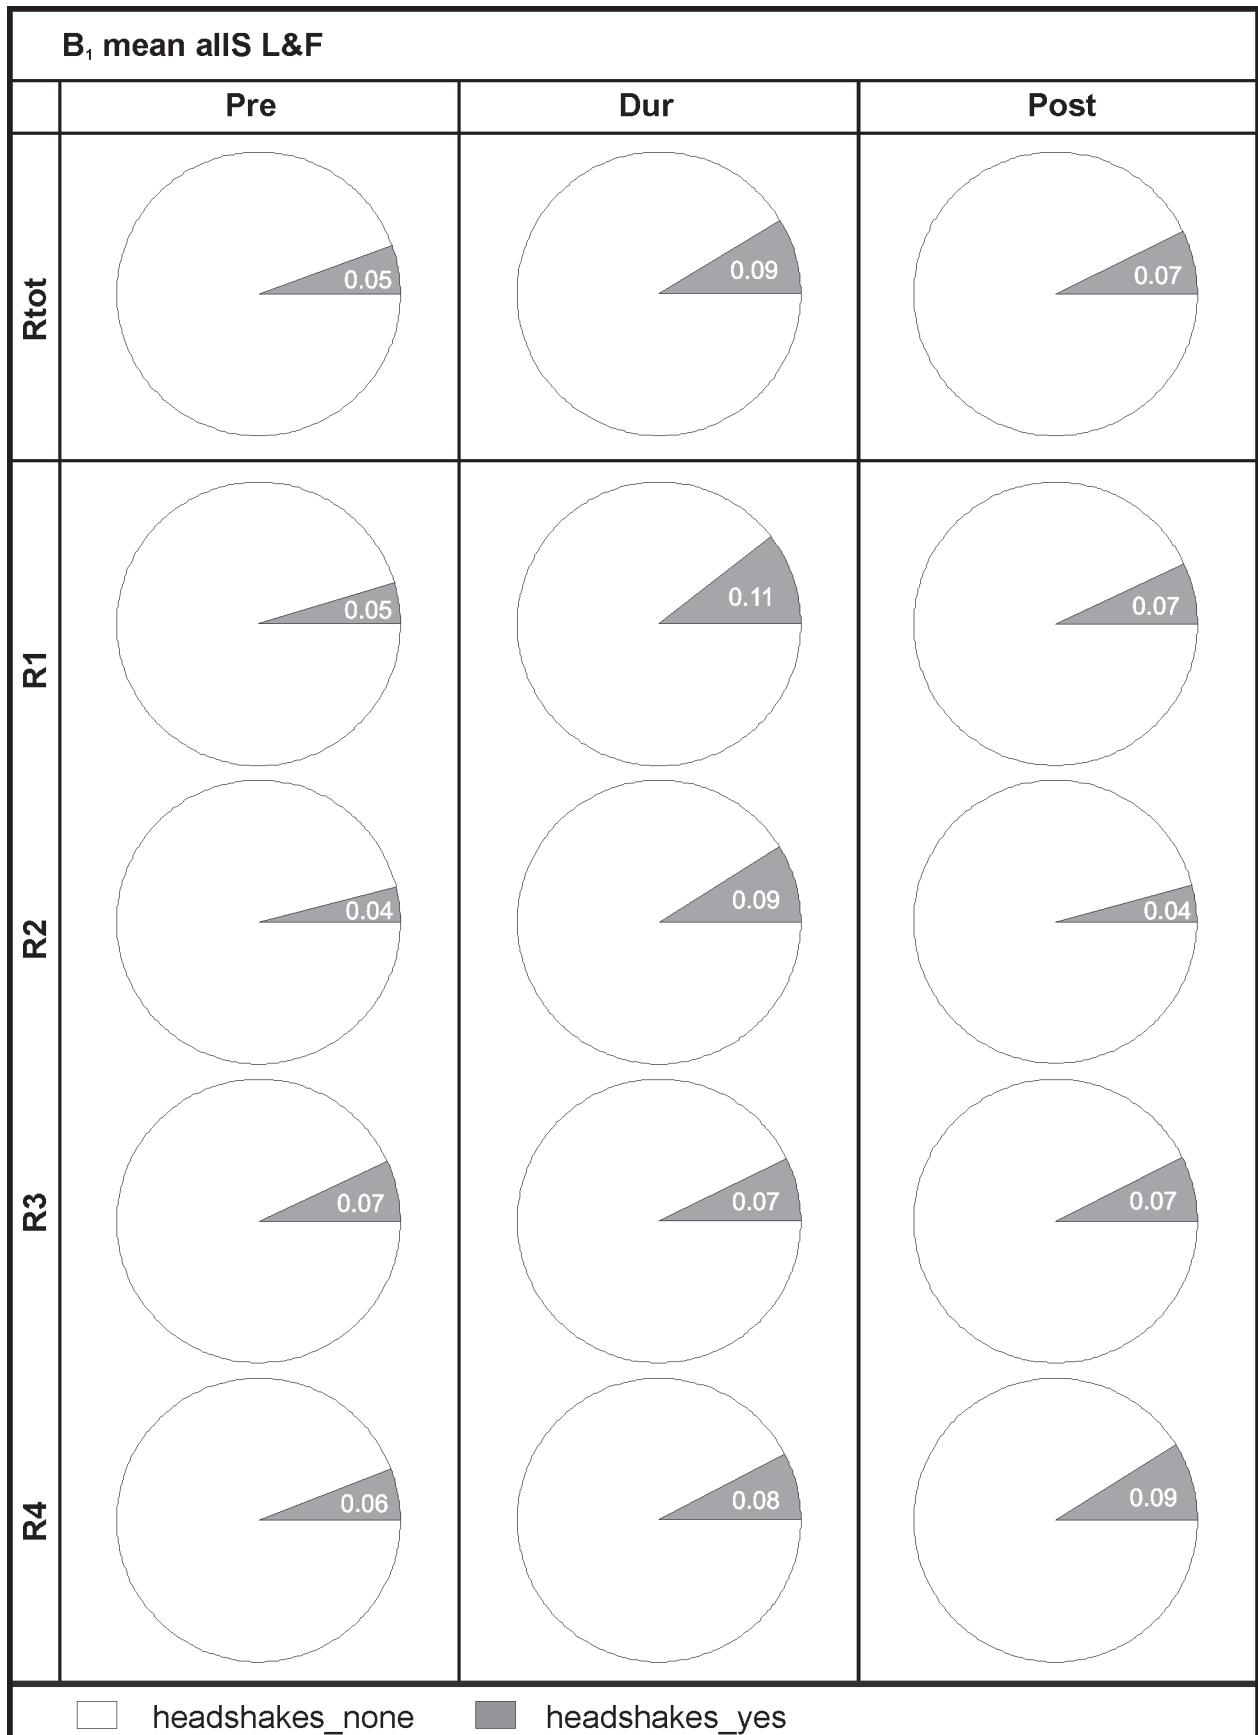 B₁ mean allS L&F
Pre Dur Post
Rtot 0.05 0.09 0.07
R1 0.05 0.11 0.07
R2 0.04 0.09 0.04
R3 0.07 0.07 0.07
R4 0.06 0.08 0.09
headshakes_none headshakes_yes